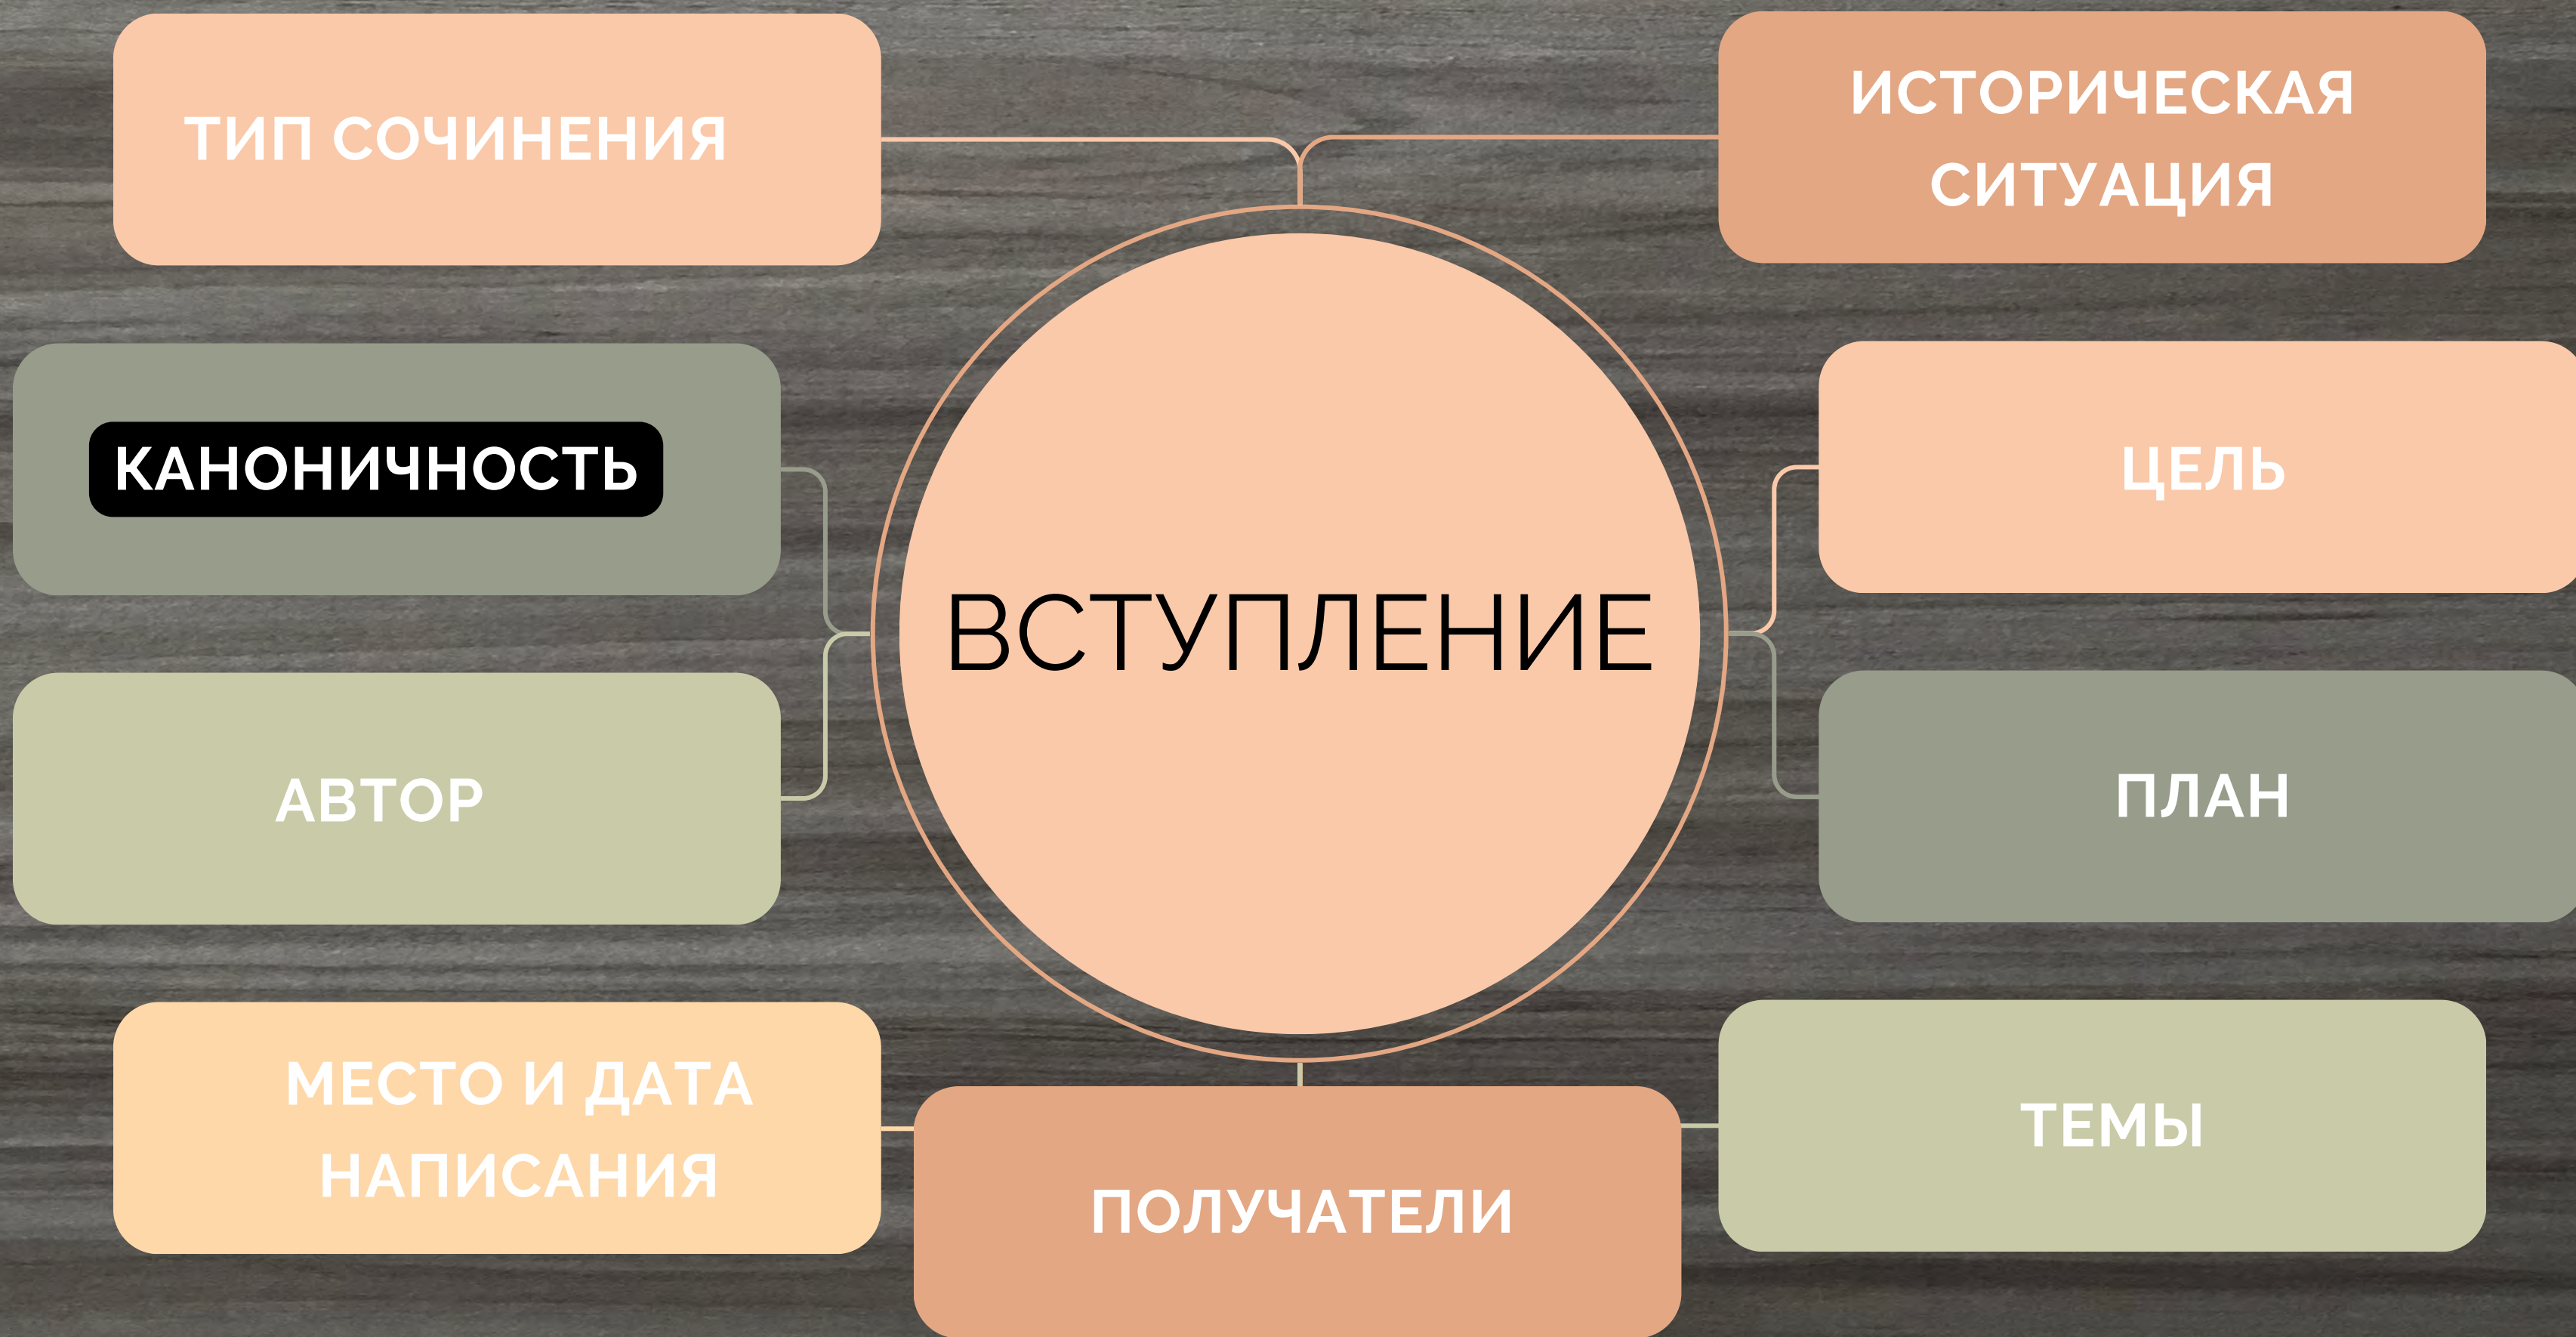 ТИП СОЧИНЕНИЯ
ИСТОРИЧЕСКАЯ
СИТУАЦИЯ
КАНОНИЧНОСТЬ
ЦЕЛЬ
ВСТУПЛЕНИЕ
АВТОР
ПЛАН
МЕСТО И ДАТА
НАПИСАНИЯ
ТЕМЫ
ПОЛУЧАТЕЛИ